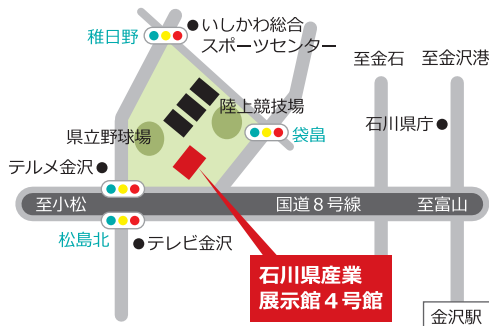 いしかわ総合
スポーツセンター
稚日野
至金石
至金沢港
陸上競技場
石川県庁
袋畠
県立野球場
テルメ金沢
至小松
国道8号線
至富山
松島北
テレビ金沢
石川県産業
展示館4号館
金沢駅